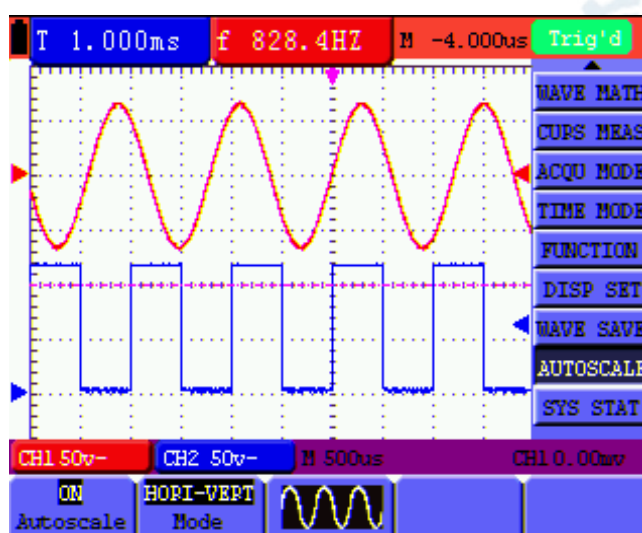 T 1.000ms f 828.4HZ M -4.000us Trig'd
WAVE MATH
CURS MEAS
ACQU MODE
TIME MODE
FUNCTION
DISP SET
WAVE SAVE
AUTOSCALE
SYS STAT
CH1 50v- CH2 50v- M 500us CH1 0.00mv
ON
Autoscale
HORI-VERT
Mode